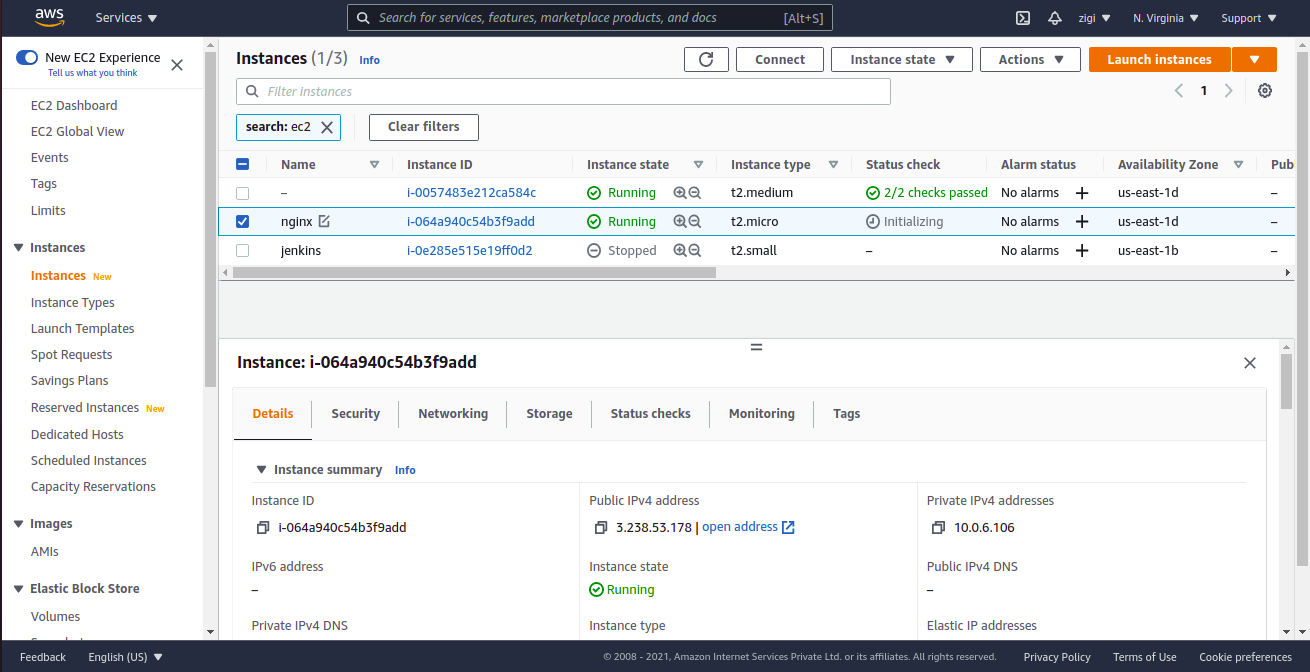 aws Services Search for services, features, marketplace products, and docs [Alt+S] zigi N. Virginia Support
New EC2 Experience
Tell us what you think
EC2 Dashboard
EC2 Global View
Events
Tags
Limits
Instances
Instances New
Instance Types
Launch Templates
Spot Requests
Savings Plans
Reserved Instances New
Dedicated Hosts
Scheduled Instances
Capacity Reservations
Images
AMIs
Elastic Block Store
Volumes
Instances (1/3) Info Connect Instance state Actions Launch instances
Filter instances 1
search: ec2 Clear filters
Name Instance ID Instance state Instance type Status check Alarm status Availability Zone Pub
– i-0057483e212ca584c Running t2.medium 2/2 checks passed No alarms + us-east-1d –
nginx i-064a940c54b3f9add Running t2.micro Initializing No alarms + us-east-1d –
jenkins i-0e285e515e19ff0d2 Stopped t2.small – No alarms + us-east-1b –
Instance: i-064a940c54b3f9add
Details Security Networking Storage Status checks Monitoring Tags
Instance summary Info
Instance ID Public IPv4 address Private IPv4 addresses
i-064a940c54b3f9add 3.238.53.178 | open address 10.0.6.106
IPv6 address Instance state Public IPv4 DNS
– Running –
Private IPv4 DNS Instance type Elastic IP addresses
Feedback English (US) © 2008 - 2021, Amazon Internet Services Private Ltd. or its affiliates. All rights reserved. Privacy Policy Terms of Use Cookie preferences